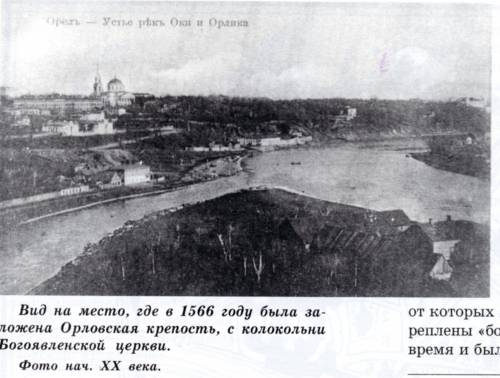 Орелъ — Устье рѣкъ Оки и Орлика
Вид на место, где в 1566 году была за-
ложена Орловская крепость, с колокольни
Богоявленской церкви.
Фото нач. XX века.
от которых
реплены «бо
время и был